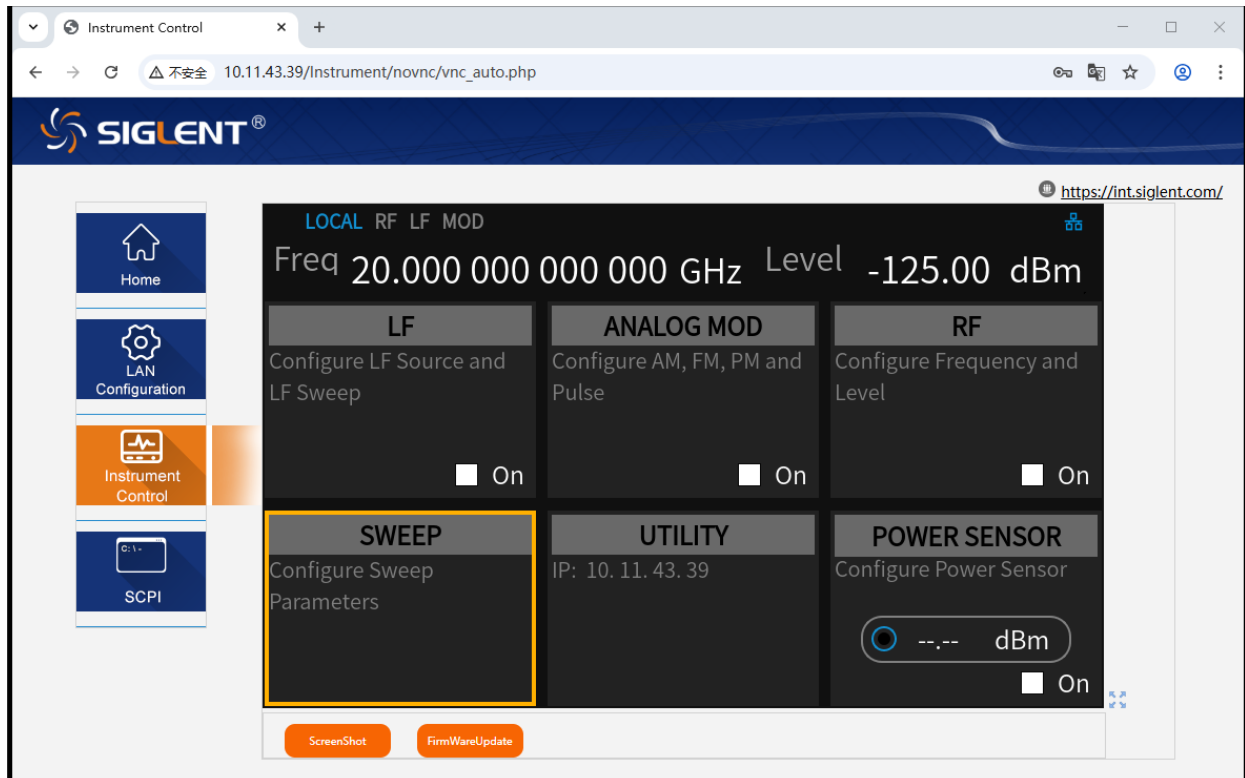 Instrument Control
不安全 10.11.43.39/Instrument/novnc/vnc_auto.php
SIGLENT®
https://int.siglent.com/
Home
LAN
Configuration
Instrument
Control
C:\-
SCPI
LOCAL RF LF MOD
Freq 20.000 000 000 000 GHz Level -125.00 dBm
LF
Configure LF Source and
LF Sweep
On
ANALOG MOD
Configure AM, FM, PM and
Pulse
On
RF
Configure Frequency and
Level
On
SWEEP
Configure Sweep
Parameters
UTILITY
IP: 10. 11. 43. 39
POWER SENSOR
Configure Power Sensor
--.-- dBm
On
ScreenShot FirmWareUpdate